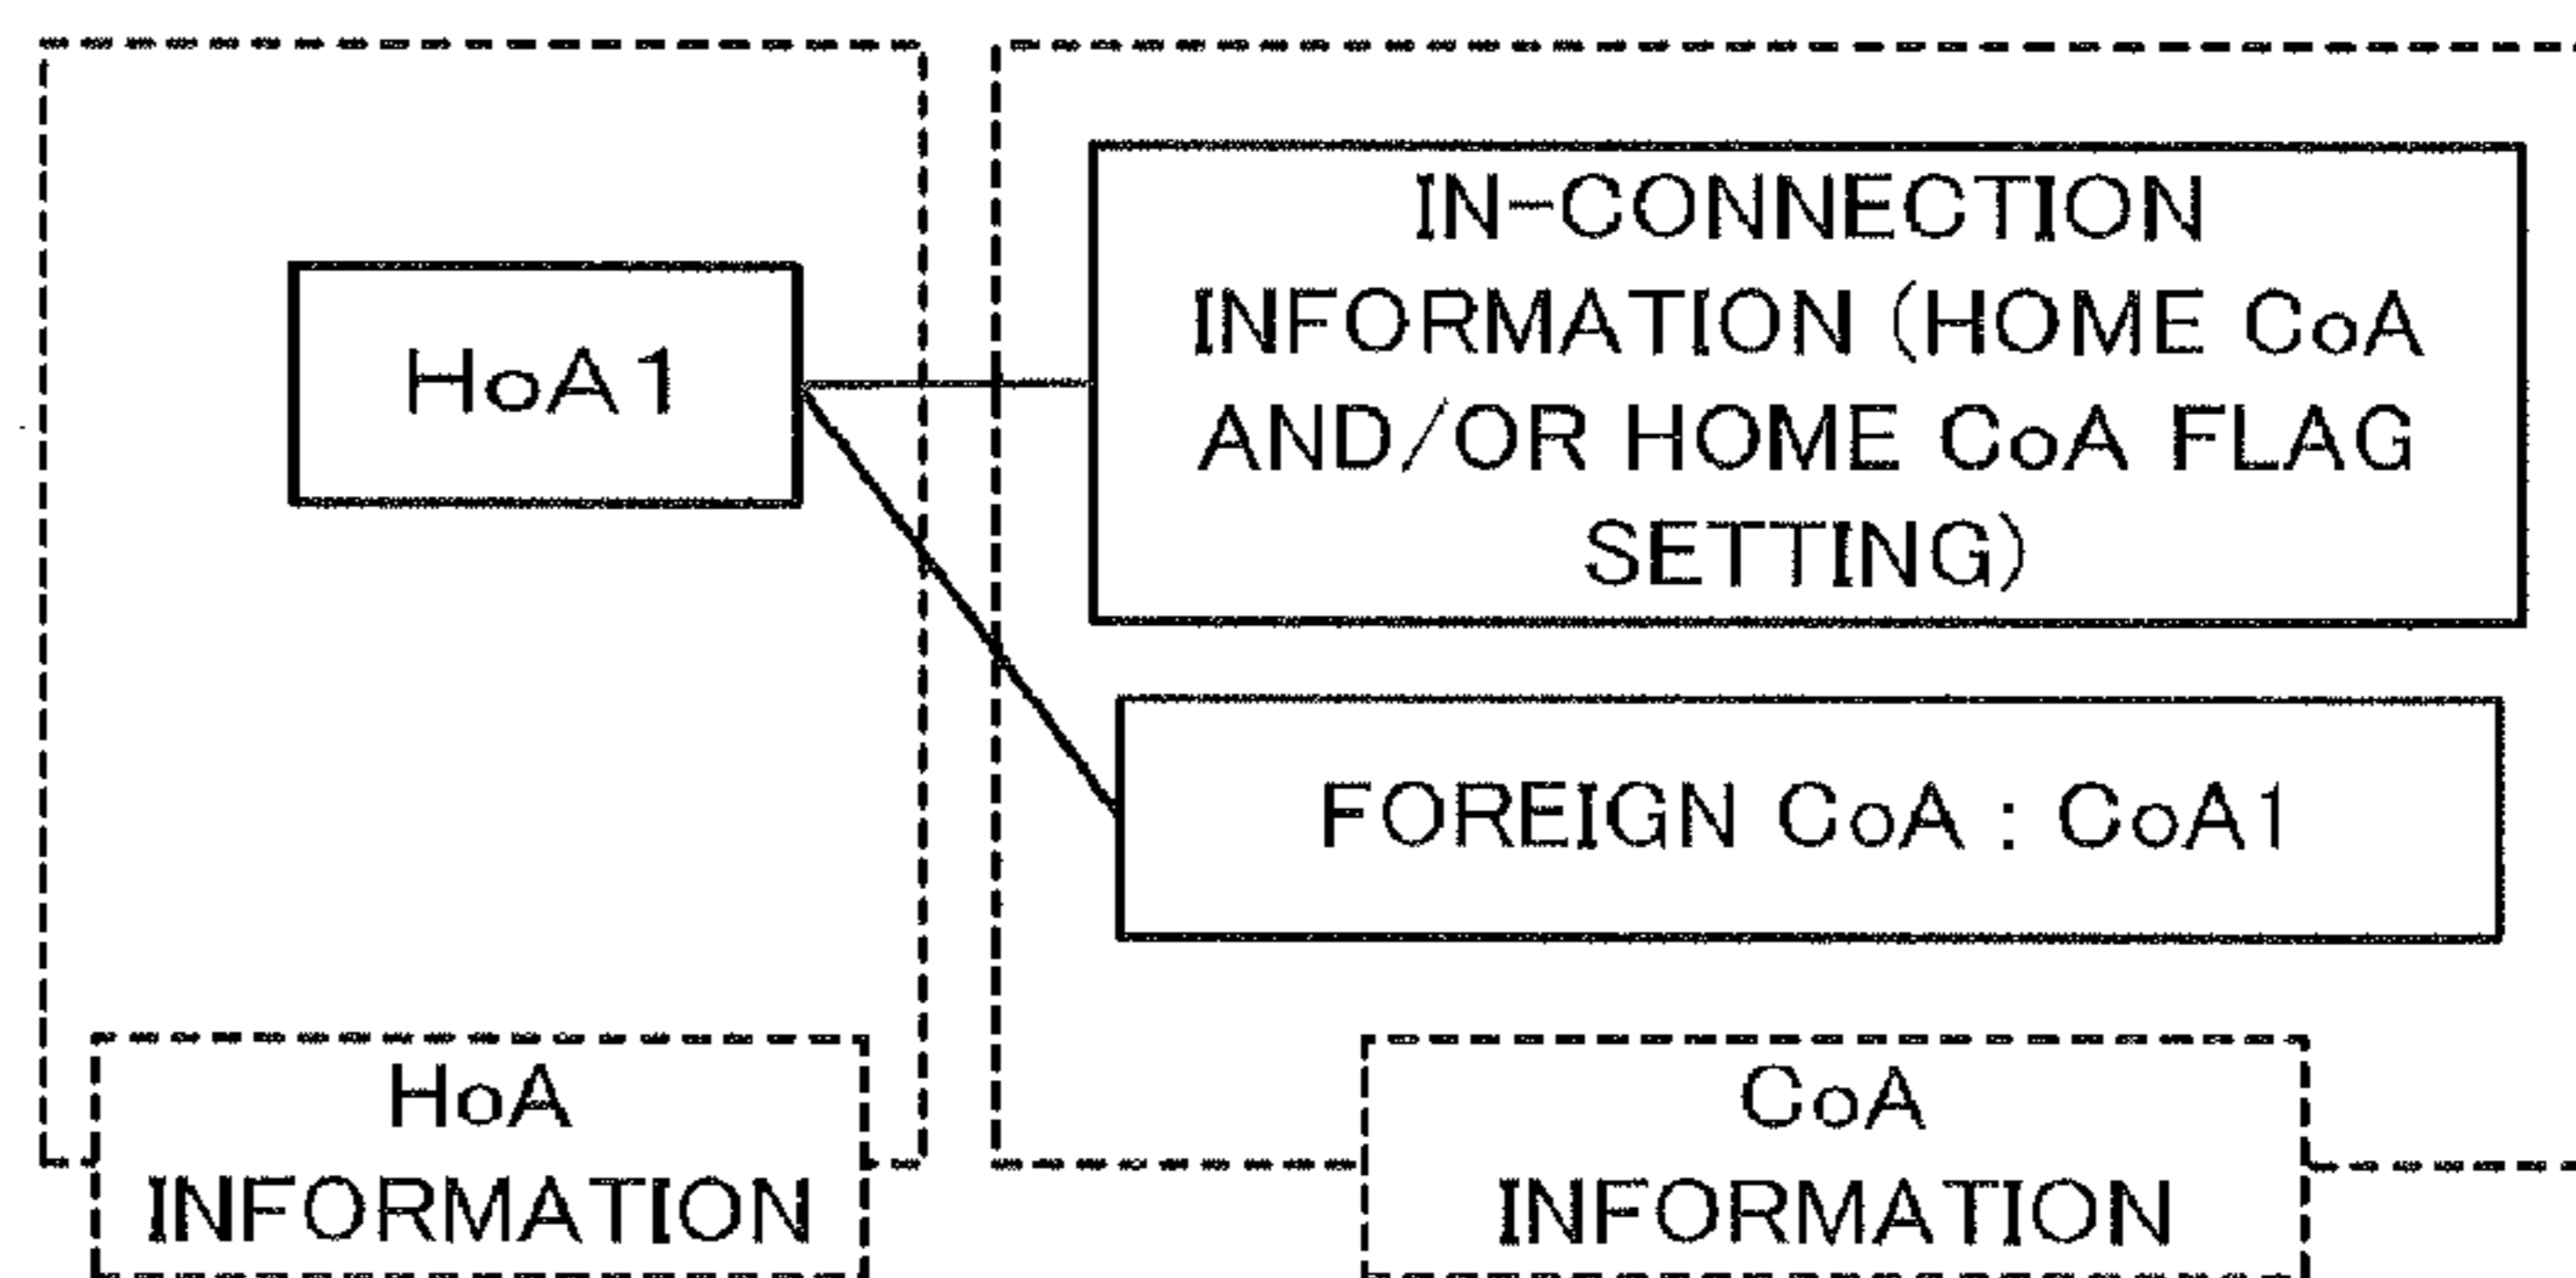 HoA1
IN-CONNECTION
INFORMATION (HOME CoA
AND/OR HOME CoA FLAG
SETTING)
FOREIGN CoA : CoA1
HoA
INFORMATION
CoA
INFORMATION